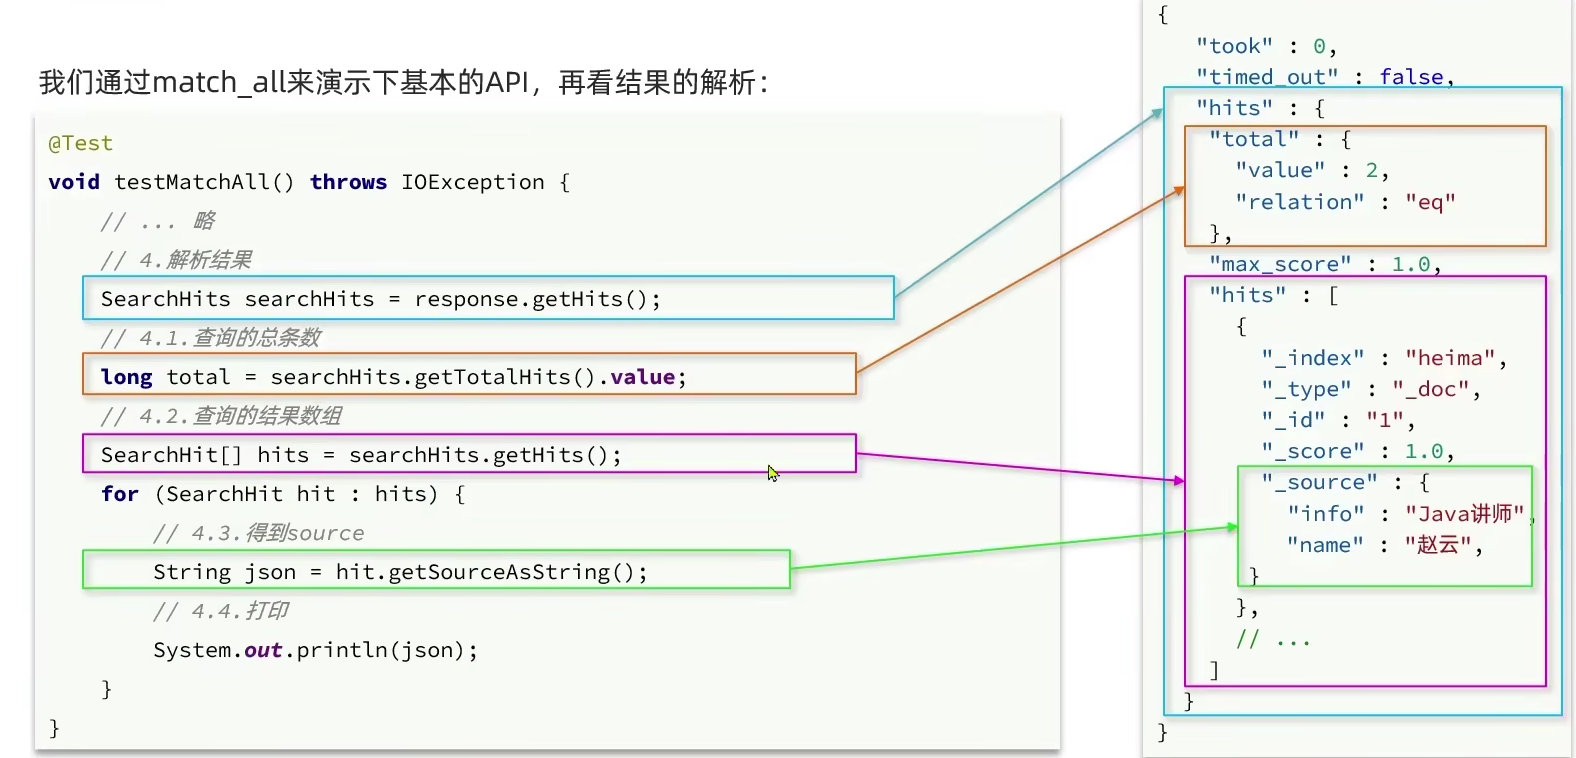 我们通过match_all来演示下基本的API，再看结果的解析：
@Test
void testMatchAll() throws IOException {
// ... 略
// 4.解析结果
SearchHits searchHits = response.getHits();
// 4.1.查询的总条数
long total = searchHits.getTotalHits().value;
// 4.2.查询的结果数组
SearchHit[] hits = searchHits.getHits();
for (SearchHit hit : hits) {
// 4.3.得到source
String json = hit.getSourceAsString();
// 4.4.打印
System.out.println(json);
}
}
{
"took" : 0,
"timed_out" : false,
"hits" : {
"total" : {
"value" : 2,
"relation" : "eq"
},
"max_score" : 1.0,
"hits" : [
{
"_index" : "heima",
"_type" : "_doc",
"_id" : "1",
"_score" : 1.0,
"_source" : {
"info" : "Java讲师",
"name" : "赵云",
}
},
// ...
]
}
}